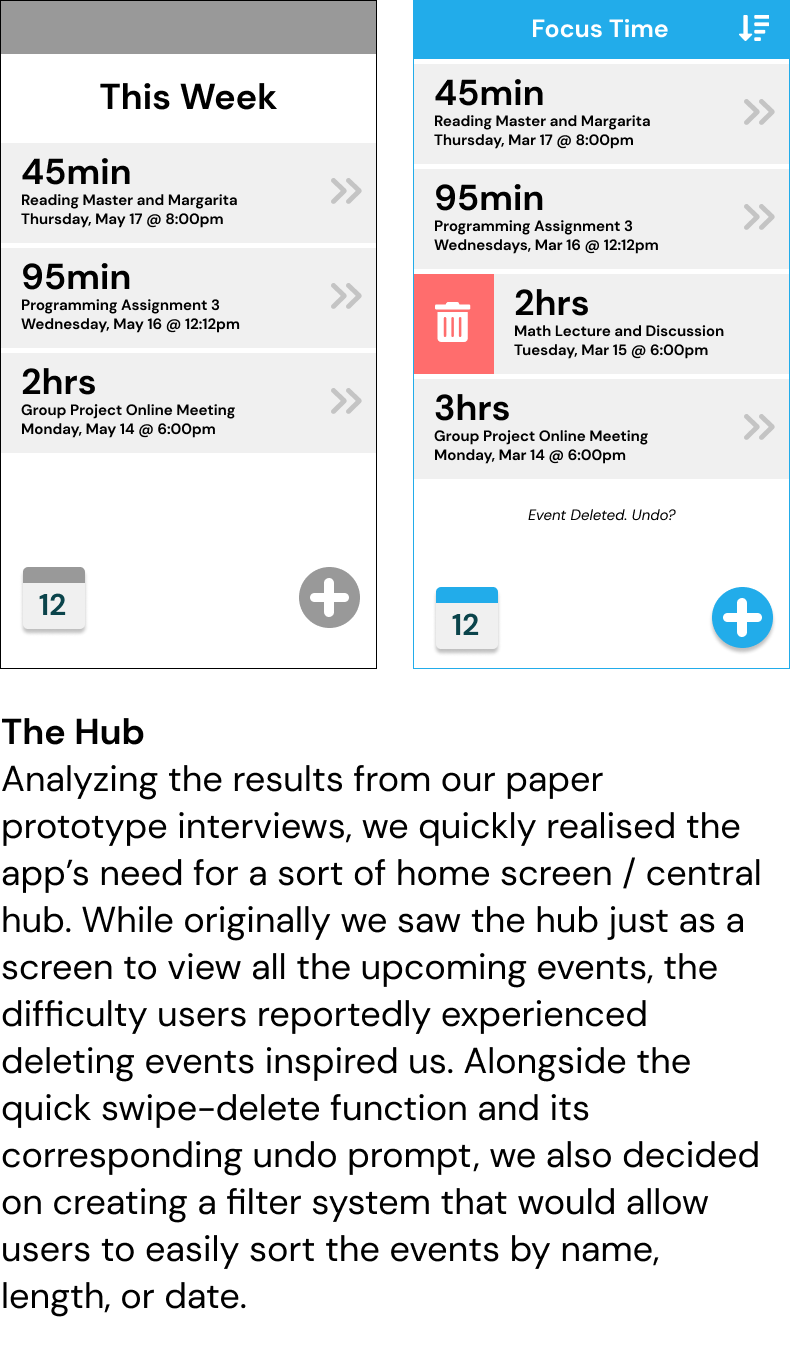 This Week
45min
Reading Master and Margarita
Thursday, May 17 @ 8:00pm
95min
Programming Assignment 3
Wednesday, May 16 @ 12:12pm
2hrs
Group Project Online Meeting
Monday, May 14 @ 6:00pm
12
Focus Time
45min
Reading Master and Margarita
Thursday, Mar 17 @ 8:00pm
95min
Programming Assignment 3
Wednesdays, Mar 16 @ 12:12pm
2hrs
Math Lecture and Discussion
Tuesday, Mar 15 @ 6:00pm
3hrs
Group Project Online Meeting
Monday, Mar 14 @ 6:00pm
Event Deleted. Undo?
12
The Hub
Analyzing the results from our paper
prototype interviews, we quickly realised the
app’s need for a sort of home screen / central
hub. While originally we saw the hub just as a
screen to view all the upcoming events, the
difficulty users reportedly experienced
deleting events inspired us. Alongside the
quick swipe-delete function and its
corresponding undo prompt, we also decided
on creating a filter system that would allow
users to easily sort the events by name,
length, or date.